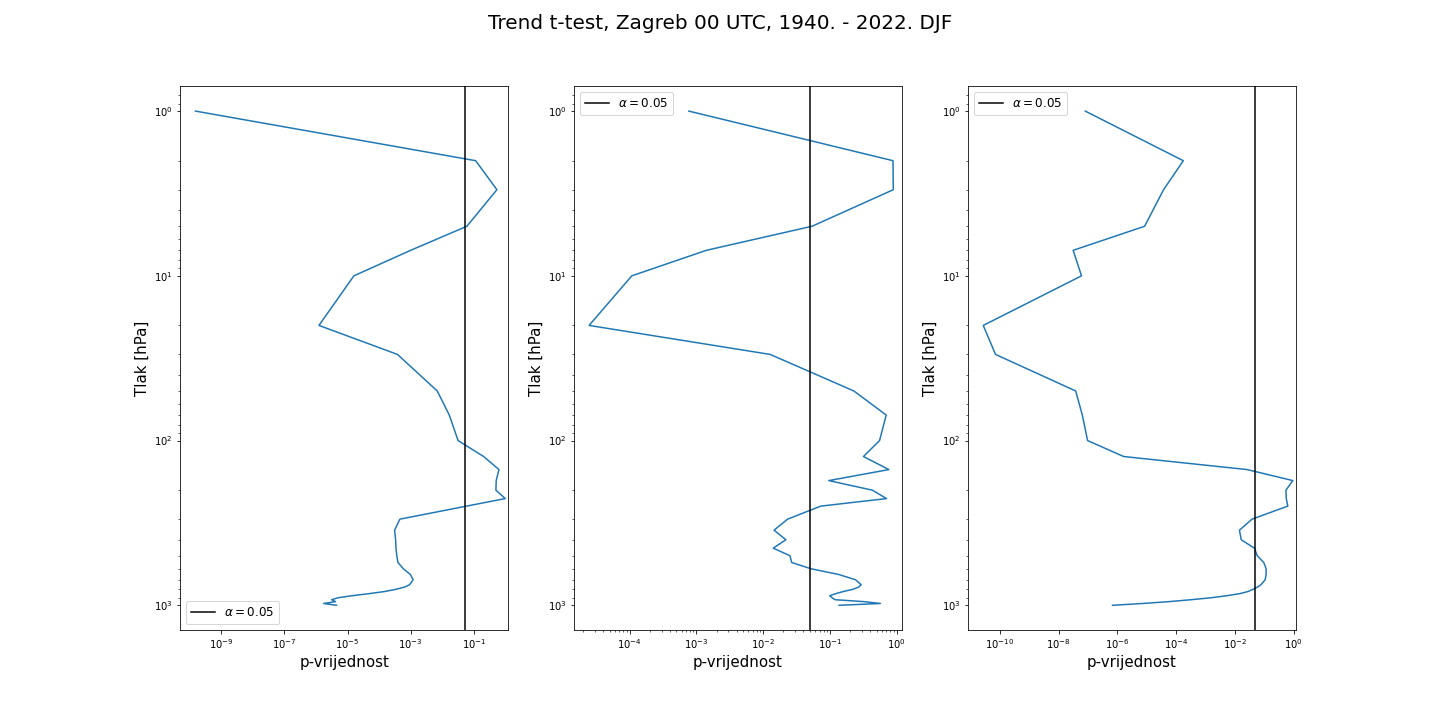 Trend t-test, Zagreb 00 UTC, 1940. - 2022. DJF
Tlak [hPa]
10⁰
10¹
10²
10³
α = 0.05
10⁻⁹
10⁻⁷
10⁻⁵
10⁻³
10⁻¹
p-vrijednost
Tlak [hPa]
10⁰
10¹
10²
10³
α = 0.05
10⁻⁴
10⁻³
10⁻²
10⁻¹
10⁰
p-vrijednost
Tlak [hPa]
10⁰
10¹
10²
10³
α = 0.05
10⁻¹⁰
10⁻⁸
10⁻⁶
10⁻⁴
10⁻²
10⁰
p-vrijednost